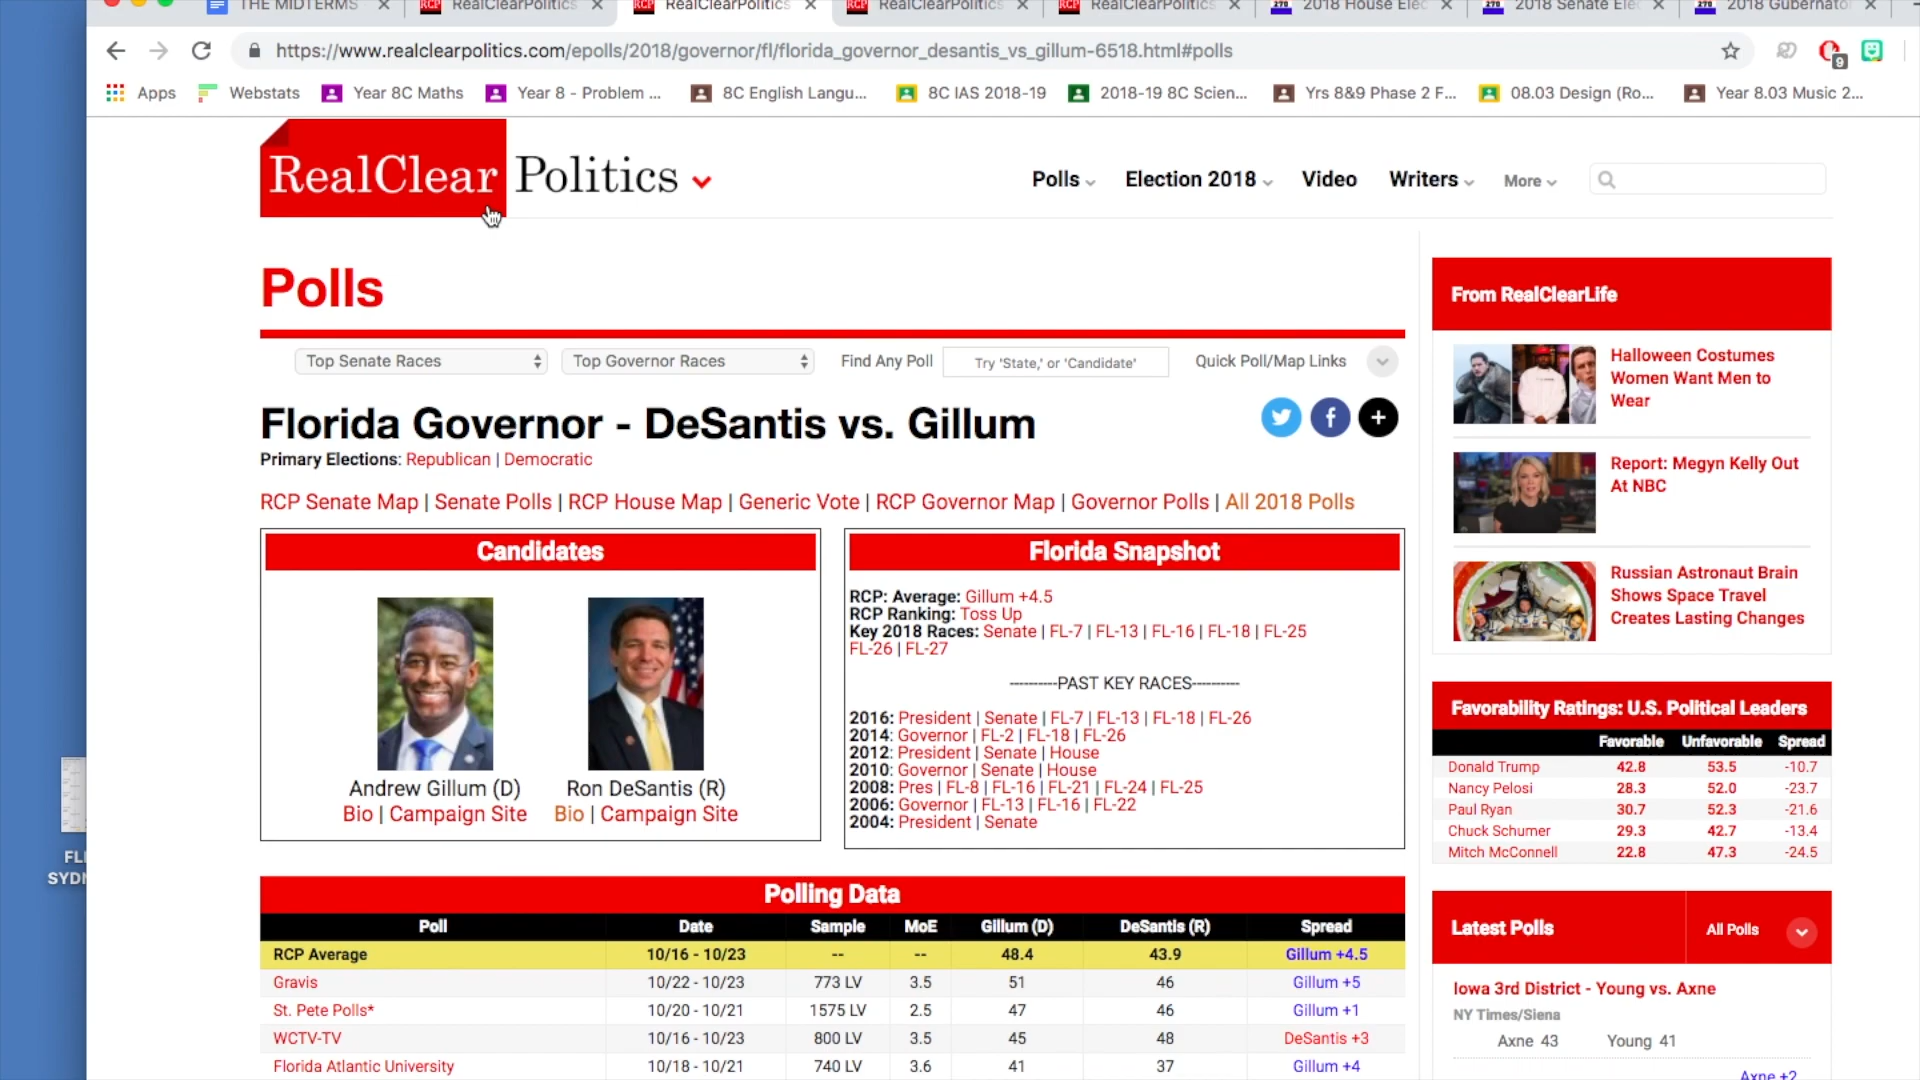 THE MIDTERMS
RealClearPolitics
RealClearPolitics
RealClearPolitics
RealClearPolitics
2018 House Elec
2018 Senate Elec
2018 Gubernator
https://www.realclearpolitics.com/epolls/2018/governor/fl/florida_governor_desantis_vs_gillum-6518.html#polls
9
Apps
Webstats
Year 8C Maths
Year 8 - Problem ...
8C English Langu...
8C IAS 2018-19
2018-19 8C Scien...
Yrs 8&9 Phase 2 F...
08.03 Design (Ro...
Year 8.03 Music 2...
RealClear Politics
Polls
Election 2018
Video
Writers
More
Polls
Top Senate Races
Top Governor Races
Find Any Poll
Try 'State,' or 'Candidate'
Quick Poll/Map Links
Florida Governor - DeSantis vs. Gillum
Primary Elections: Republican | Democratic
RCP Senate Map | Senate Polls | RCP House Map | Generic Vote | RCP Governor Map | Governor Polls | All 2018 Polls
Candidates
Andrew Gillum (D)
Bio | Campaign Site
Ron DeSantis (R)
Bio | Campaign Site
Florida Snapshot
RCP: Average: Gillum +4.5
RCP Ranking: Toss Up
Key 2018 Races: Senate | FL-7 | FL-13 | FL-16 | FL-18 | FL-25
FL-26 | FL-27
----------PAST KEY RACES----------
2016: President | Senate | FL-7 | FL-13 | FL-18 | FL-26
2014: Governor | FL-2 | FL-18 | FL-26
2012: President | Senate | House
2010: Governor | Senate | House
2008: Pres | FL-8 | FL-16 | FL-21 | FL-24 | FL-25
2006: Governor | FL-13 | FL-16 | FL-22
2004: President | Senate
Polling Data
Poll Date Sample MoE Gillum (D) DeSantis (R) Spread
RCP Average 10/16 - 10/23 -- -- 48.4 43.9 Gillum +4.5
Gravis 10/22 - 10/23 773 LV 3.5 51 46 Gillum +5
St. Pete Polls* 10/20 - 10/21 1575 LV 2.5 47 46 Gillum +1
WCTV-TV 10/16 - 10/23 800 LV 3.5 45 48 DeSantis +3
Florida Atlantic University 10/18 - 10/21 740 LV 3.6 41 37 Gillum +4
From RealClearLife
Halloween Costumes
Women Want Men to
Wear
Report: Megyn Kelly Out
At NBC
Russian Astronaut Brain
Shows Space Travel
Creates Lasting Changes
Favorability Ratings: U.S. Political Leaders
Favorable Unfavorable Spread
Donald Trump 42.8 53.5 -10.7
Nancy Pelosi 28.3 52.0 -23.7
Paul Ryan 30.7 52.3 -21.6
Chuck Schumer 29.3 42.7 -13.4
Mitch McConnell 22.8 47.3 -24.5
Latest Polls
All Polls
Iowa 3rd District - Young vs. Axne
NY Times/Siena
Axne 43 Young 41
Axne +2
FLI
SYDN